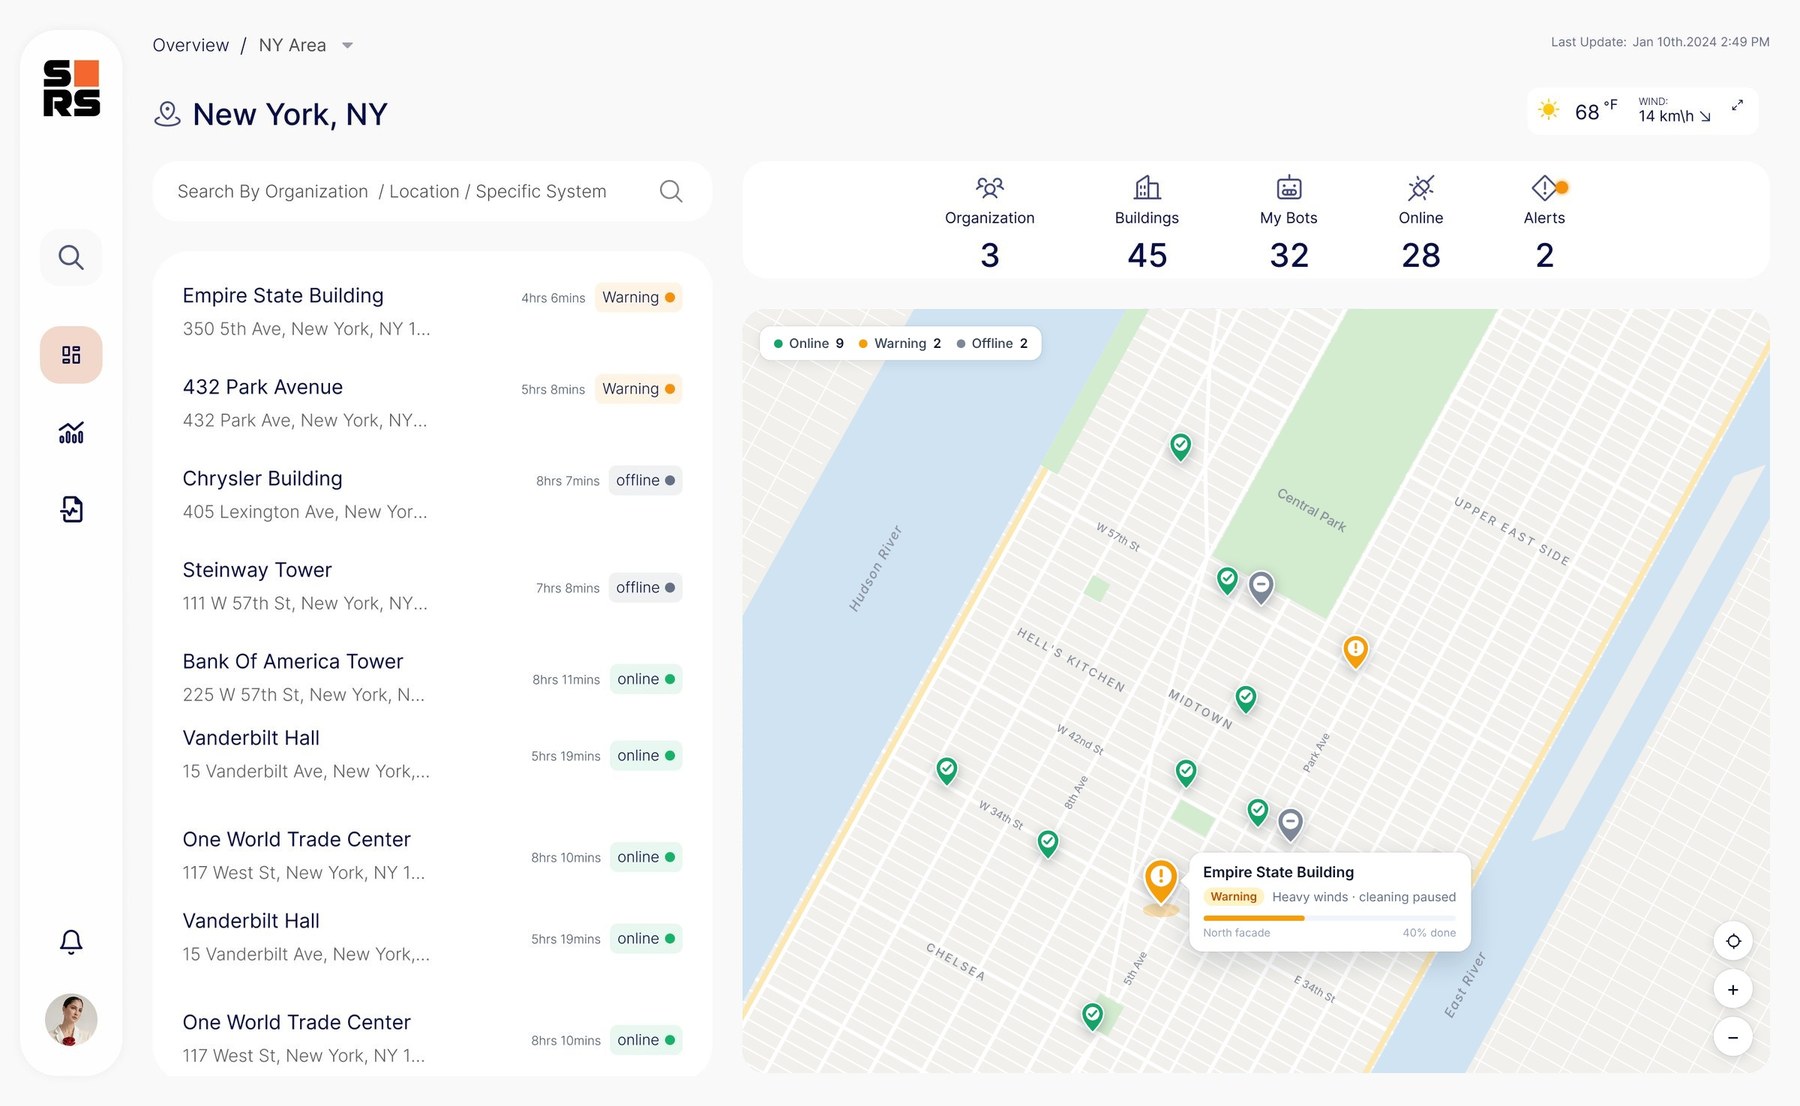 S
RS
Overview / NY Area
Last Update: Jan 10th.2024 2:49 PM
New York, NY
68 °F
WIND:
14 km\h
Search By Organization / Location / Specific System
Organization
3
Buildings
45
My Bots
32
Online
28
Alerts
2
Empire State Building
4hrs 6mins
Warning
350 5th Ave, New York, NY 1...
432 Park Avenue
5hrs 8mins
Warning
432 Park Ave, New York, NY...
Chrysler Building
8hrs 7mins
offline
405 Lexington Ave, New Yor...
Steinway Tower
7hrs 8mins
offline
111 W 57th St, New York, NY...
Bank Of America Tower
8hrs 11mins
online
225 W 57th St, New York, N...
Vanderbilt Hall
5hrs 19mins
online
15 Vanderbilt Ave, New York,...
One World Trade Center
8hrs 10mins
online
117 West St, New York, NY 1...
Vanderbilt Hall
5hrs 19mins
online
15 Vanderbilt Ave, New York,...
One World Trade Center
8hrs 10mins
online
117 West St, New York, NY 1...
Online 9 Warning 2 Offline 2
Central Park
UPPER EAST SIDE
W 57th St
Hudson River
HELL'S KITCHEN
MIDTOWN
W 42nd St
Park Ave
8th Ave
W 34th St
Empire State Building
Warning Heavy winds · cleaning paused
North facade 40% done
CHELSEA
5th Ave
E 34th St
East River
+
−